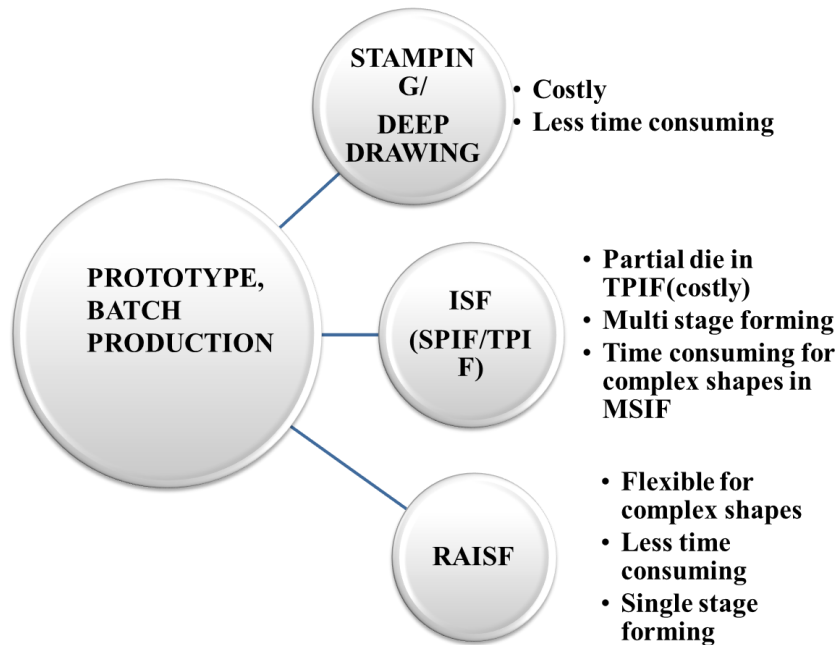 STAMPIN
G/
DEEP
DRAWING
• Costly
• Less time consuming
PROTOTYPE,
BATCH
PRODUCTION
ISF
(SPIF/TPI
F)
• Partial die in
TPIF(costly)
• Multi stage forming
• Time consuming for
complex shapes in
MSIF
RAISF
• Flexible for
complex shapes
• Less time
consuming
• Single stage
forming